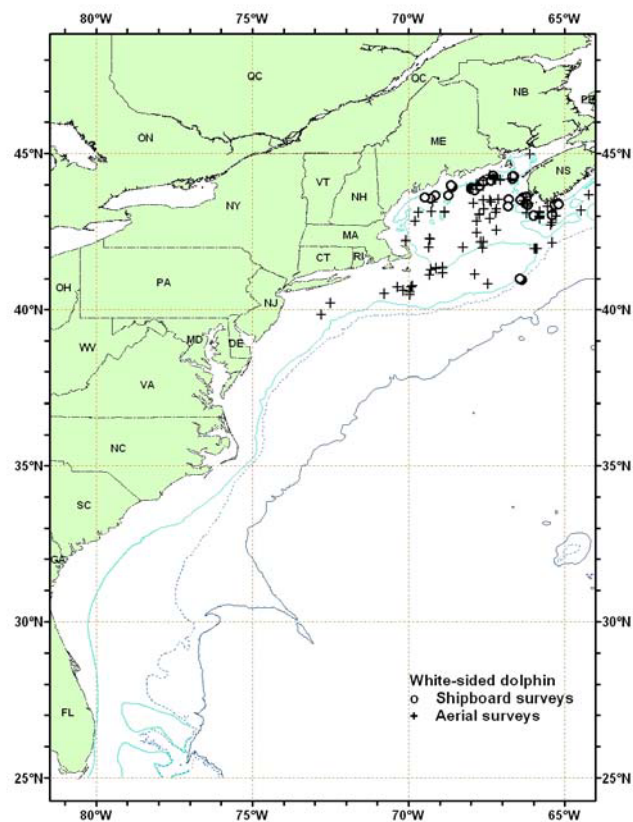 80°W 75°W 70°W 65°W
QC
QC
NB
PE
ON
ME
45°N 45°N
NS
VT
NH
NY
MA
CT RI
PA
40°N 40°N
OH
NJ
MD
DE
WV
VA
NC
35°N 35°N
SC
GA
30°N 30°N
White-sided dolphin
Shipboard surveys
FL
Aerial surveys
25°N 25°N
80°W 75°W 70°W 65°W